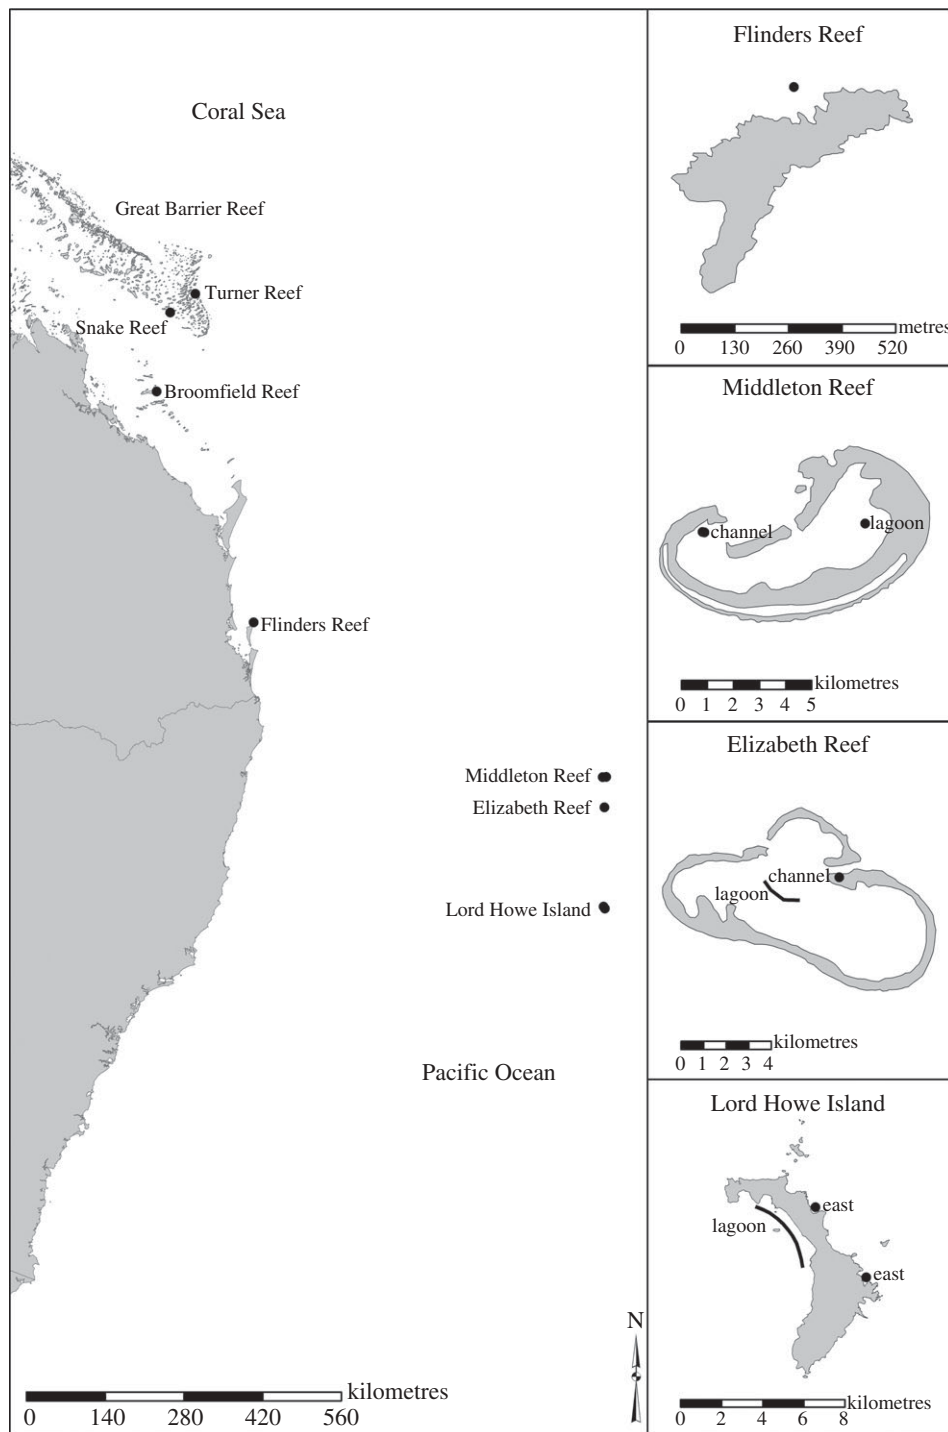 Coral Sea
Great Barrier Reef
Turner Reef
Snake Reef
Broomfield Reef
Flinders Reef
Middleton Reef
Elizabeth Reef
Lord Howe Island
Pacific Ocean
N
kilometres
0 140 280 420 560
Flinders Reef
metres
0 130 260 390 520
Middleton Reef
channel
lagoon
kilometres
0 1 2 3 4 5
Elizabeth Reef
channel
lagoon
kilometres
0 1 2 3 4
Lord Howe Island
east
lagoon
east
kilometres
0 2 4 6 8